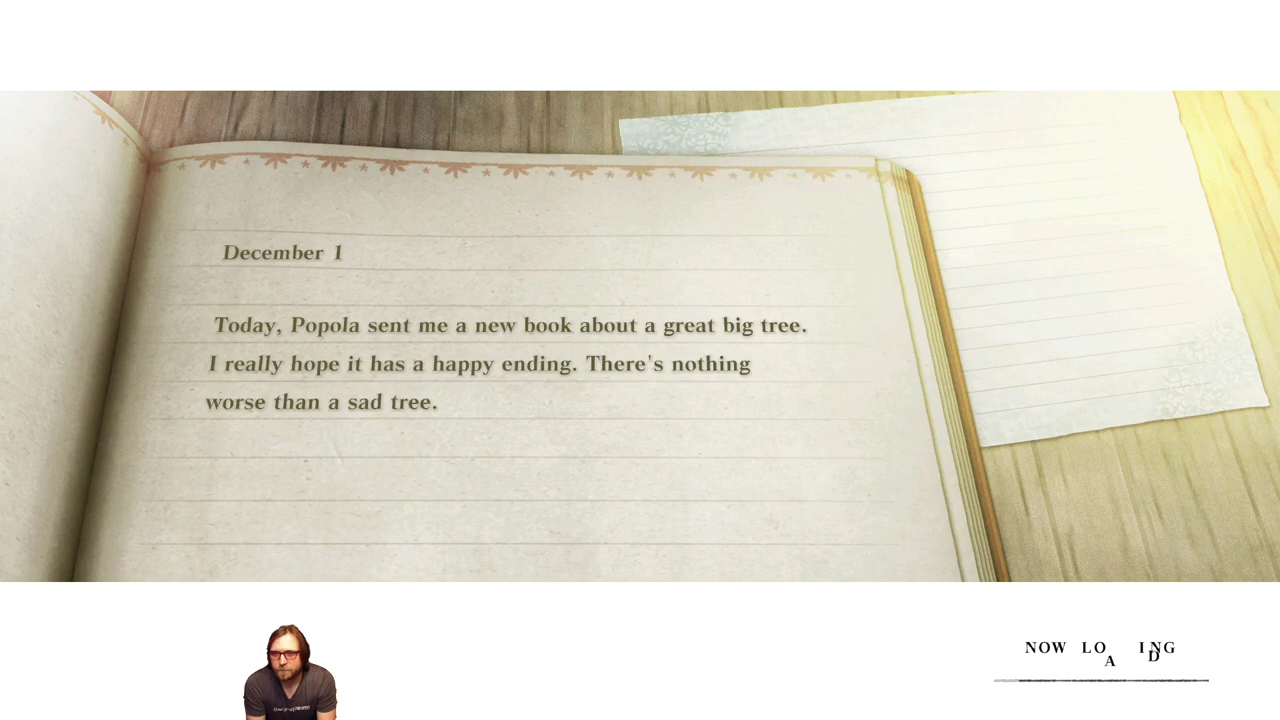 December 1
Today, Popola sent me a new book about a great big tree.
I really hope it has a happy ending. There's nothing
worse than a sad tree.
NOW LOADING